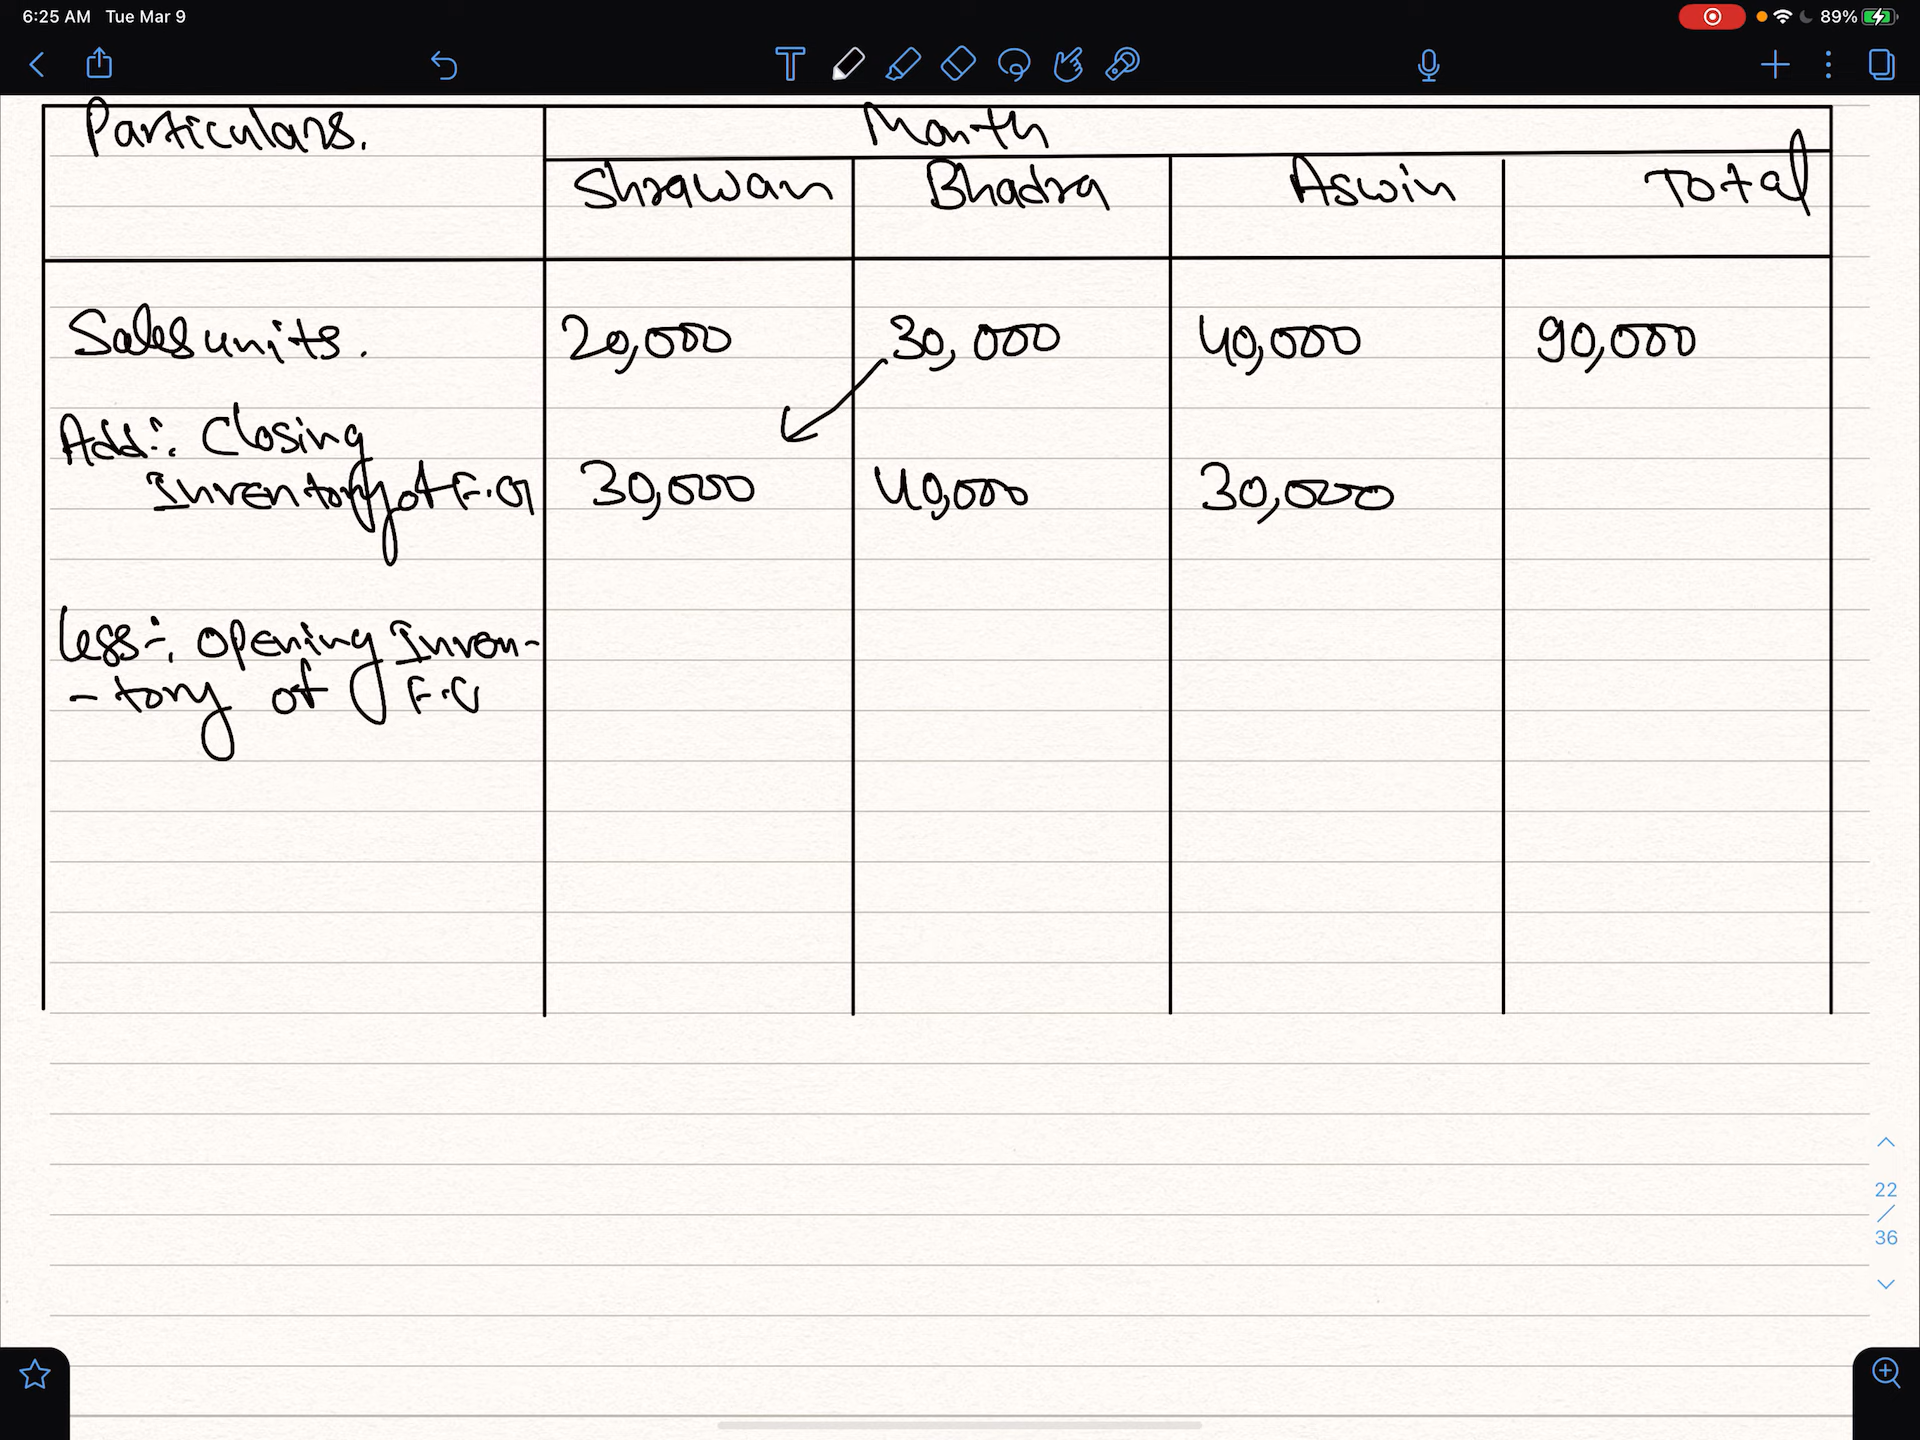 6:25 AM Tue Mar 9
89%
Particulars.
Month
Shrawan Bhadra Aswin Total
Sales units. 20,000 30,000 40,000 90,000
Add:. Closing
Inventory of F.G 30,000 40,000 30,000
Less:. Opening Inven-
-tory of F.G
22
/
36